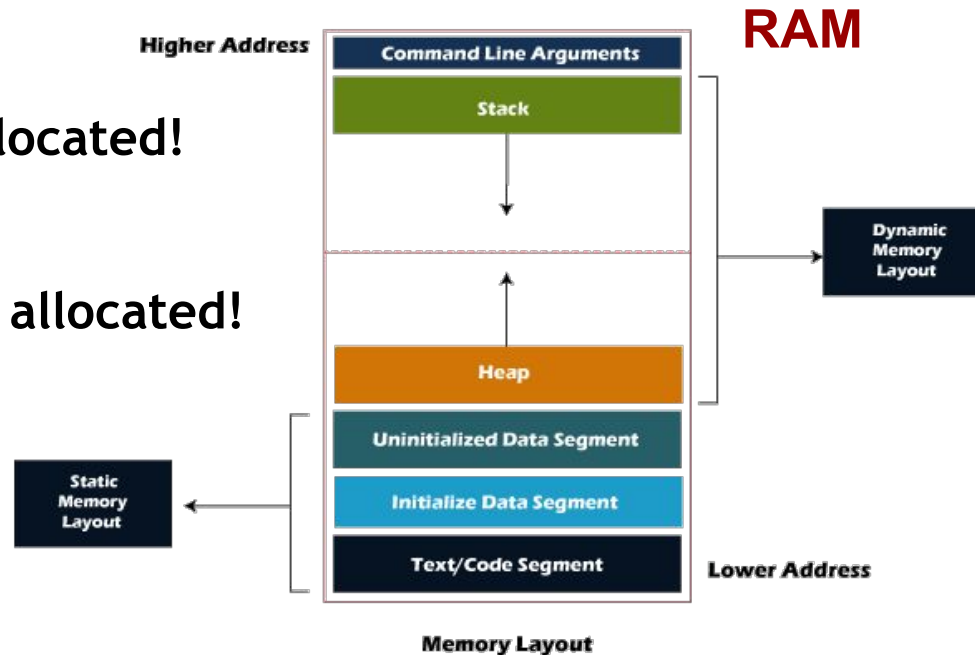 RAM
Higher Address
Command Line Arguments
Stack
allocated!
Dynamic
Memory
Layout
Heap
Uninitialized Data Segment
Static
Memory
Layout
Initialize Data Segment
Text/Code Segment
Lower Address
Memory Layout